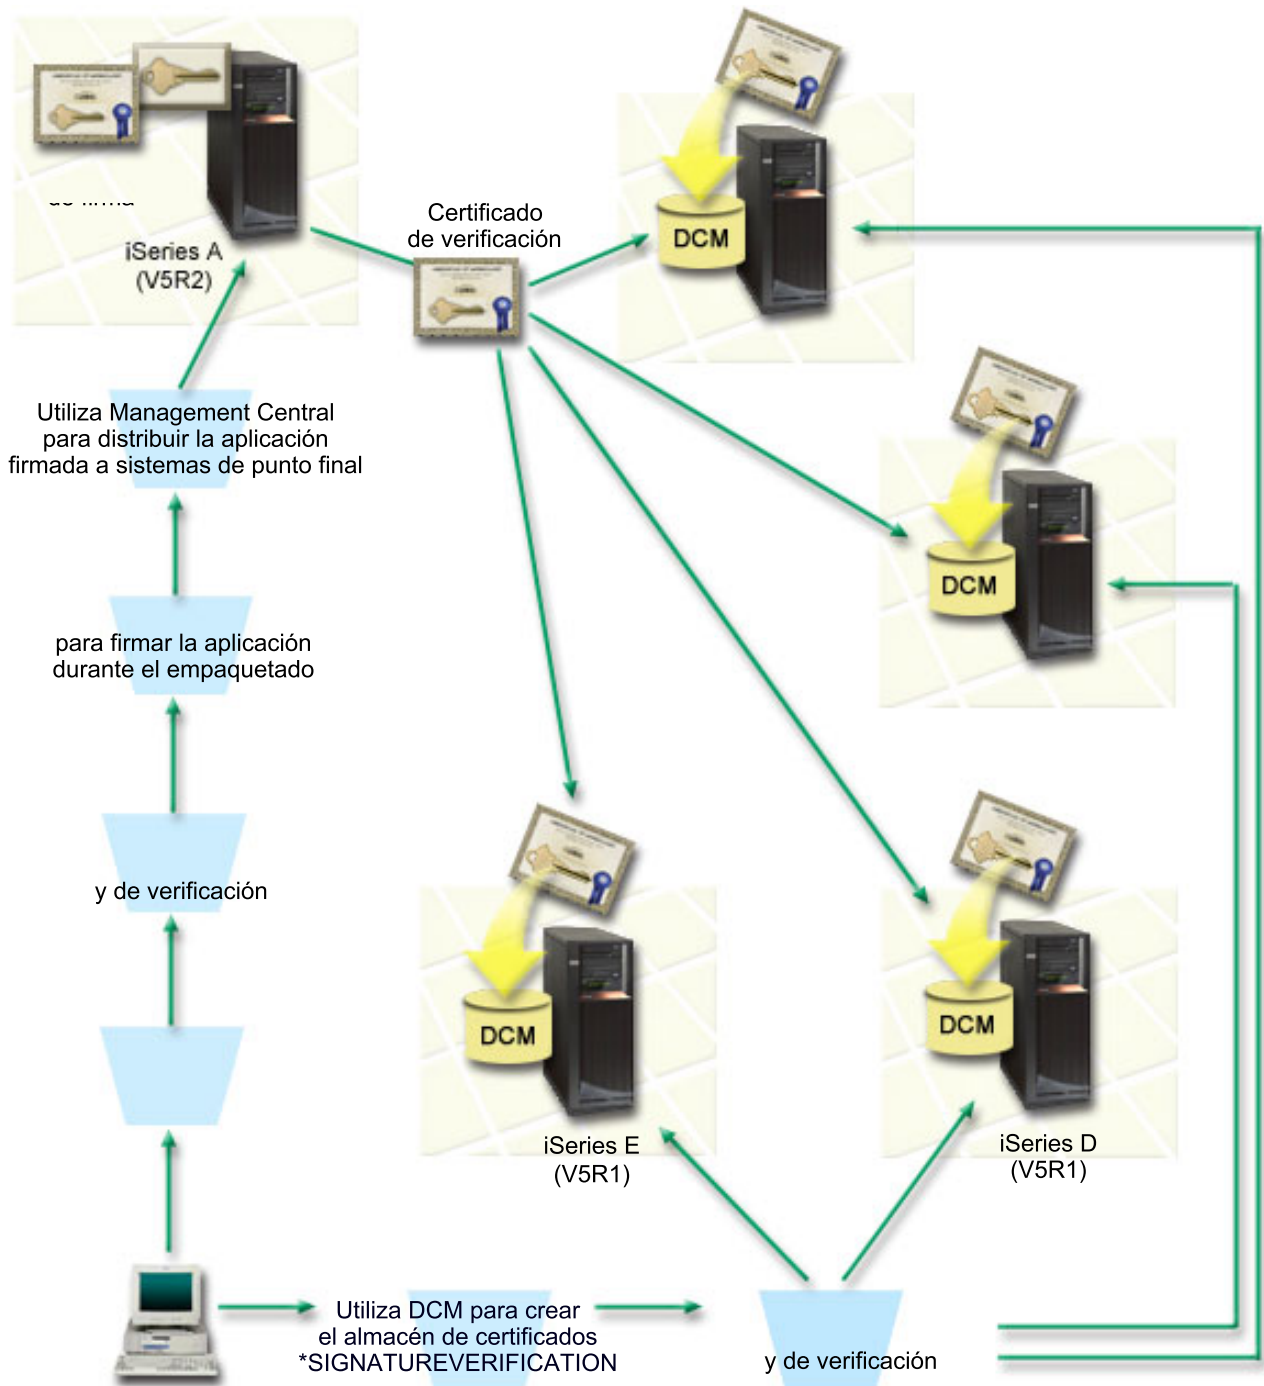 iSeries A
(V5R2)
Certificado
de verificación
DCM
Utiliza Management Central
para distribuir la aplicación
firmada a sistemas de punto final
DCM
para firmar la aplicación
durante el empaquetado
y de verificación
DCM
DCM
iSeries E
(V5R1)
iSeries D
(V5R1)
Utiliza DCM para crear
el almacén de certificados
*SIGNATUREVERIFICATION
y de verificación